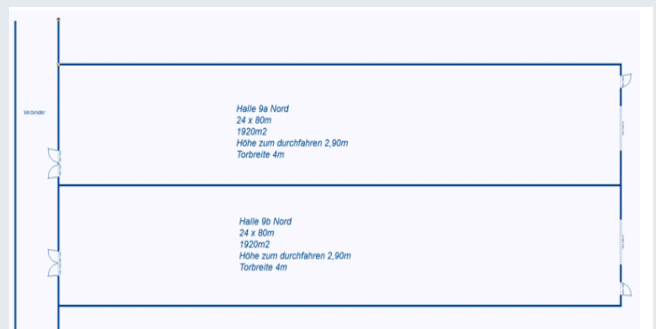 Halle 9a Nord
24 x 80m
1920m2
Höhe zum durchfahren 2,90m
Torbreite 4m
Verbinder
Halle 9b Nord
24 x 80m
1920m2
Höhe zum durchfahren 2,90m
Torbreite 4m